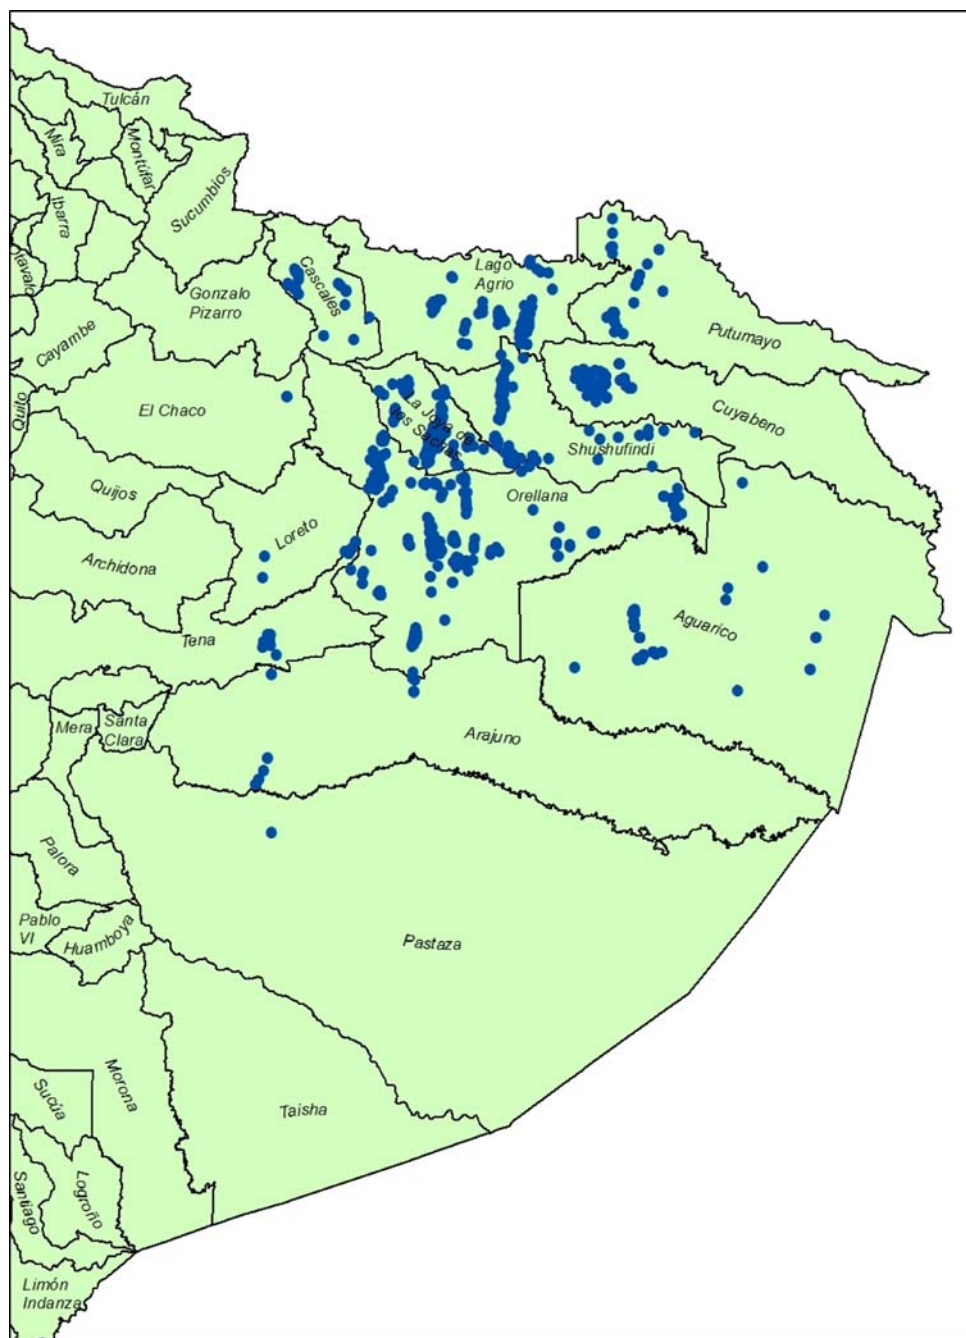 Tulcán
Mira
Montúfar
Sucumbios
Ibarra
Otavalo
Cascales
Lago
Agrio
Gonzalo
Pizarro
Putumayo
Cayambe
Quito
El Chaco
La Joya de
los Sachas
Cuyabeno
Shushufindi
Quijos
Orellana
Loreto
Archidona
Aguarico
Tena
Mera
Santa
Clara
Arajuno
Palora
Pablo
VI
Huamboya
Pastaza
Morona
Sucúa
Taisha
Santiago
Logroño
Limón
Indanza